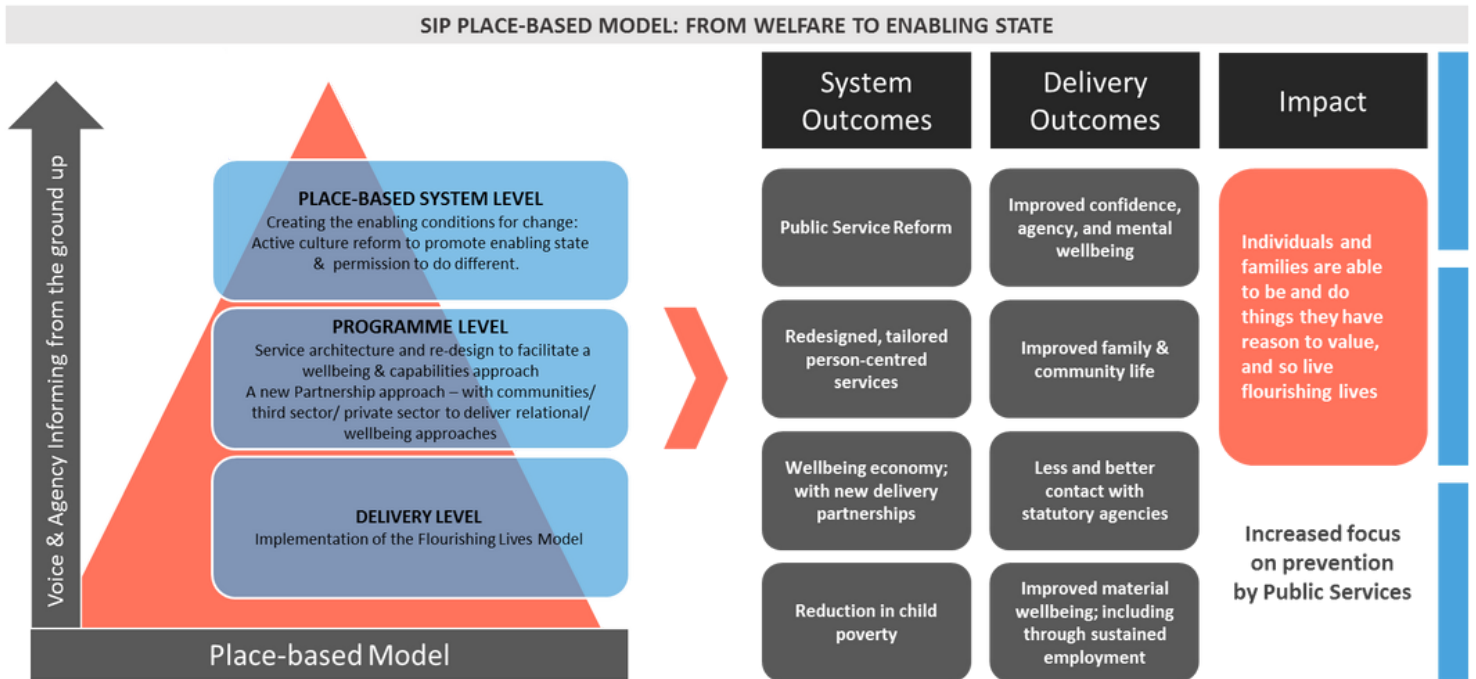 SIP PLACE-BASED MODEL: FROM WELFARE TO ENABLING STATE
Voice & Agency Informing from the ground up
PLACE-BASED SYSTEM LEVEL
Creating the enabling conditions for change:
Active culture reform to promote enabling state
& permission to do different.
PROGRAMME LEVEL
Service architecture and re-design to facilitate a
wellbeing & capabilities approach
A new Partnership approach – with communities/
third sector/ private sector to deliver relational/
wellbeing approaches
DELIVERY LEVEL
Implementation of the Flourishing Lives Model
Place-based Model
System
Outcomes
Public Service Reform
Redesigned, tailored
person-centred
services
Wellbeing economy;
with new delivery
partnerships
Reduction in child
poverty
Delivery
Outcomes
Improved confidence,
agency, and mental
wellbeing
Improved family &
community life
Less and better
contact with
statutory agencies
Improved material
wellbeing; including
through sustained
employment
Impact
Individuals and
families are able
to be and do
things they have
reason to value,
and so live
flourishing lives
Increased focus
on prevention
by Public Services